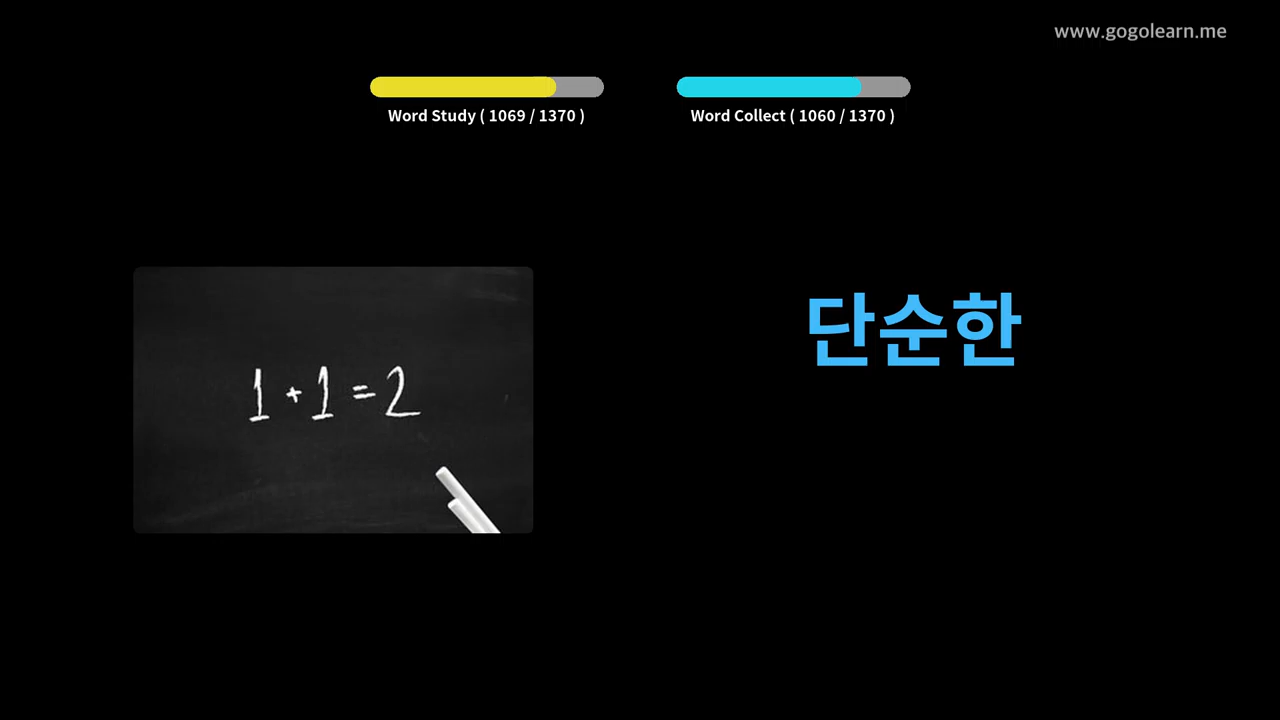 www.gogolearn.me
Word Study ( 1069 / 1370 )
Word Collect ( 1060 / 1370 )
단순한
1 + 1 = 2